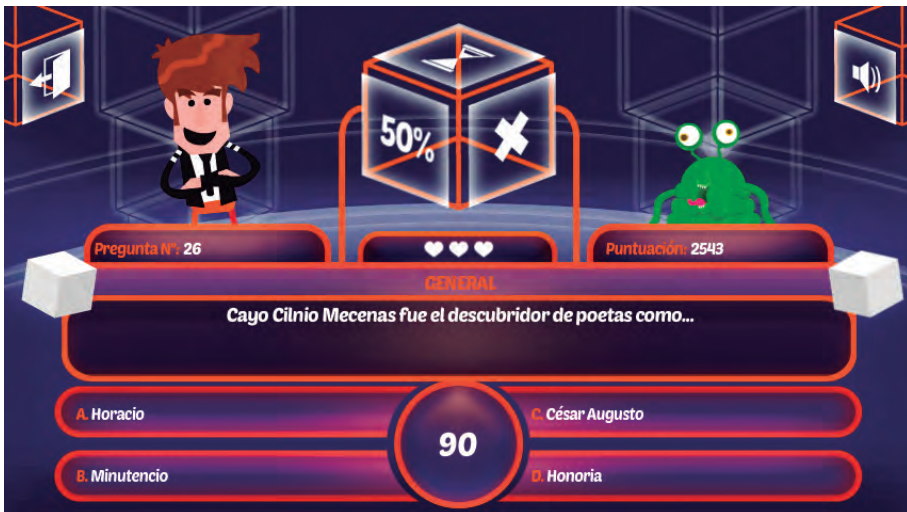 50%
Pregunta Nº: 26
Puntuación: 2543
GENERAL
Cayo Cilnio Mecenas fue el descubridor de poetas como...
A. Horacio
C. César Augusto
90
B. Minutencio
D. Honoria